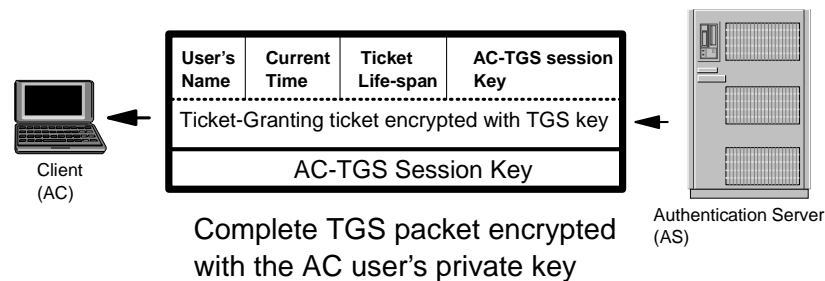 User's Name
Current Time
Ticket Life-span
AC-TGS session Key
Ticket-Granting ticket encrypted with TGS key
AC-TGS Session Key
Client
(AC)
Authentication Server
(AS)
Complete TGS packet encrypted
with the AC user's private key